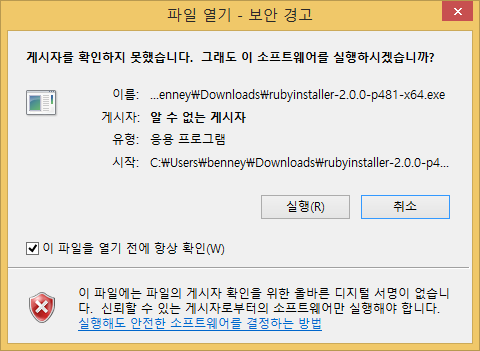 파일 열기 - 보안 경고
게시자를 확인하지 못했습니다. 그래도 이 소프트웨어를 실행하시겠습니까?
이름: ...enney₩Downloads₩rubyinstaller-2.0.0-p481-x64.exe
게시자: 알 수 없는 게시자
유형: 응용 프로그램
시작: C:₩Users₩benney₩Downloads₩rubyinstaller-2.0.0-p4...
실행(R) 취소
이 파일을 열기 전에 항상 확인(W)
이 파일에는 파일의 게시자 확인을 위한 올바른 디지털 서명이 없습니
다. 신뢰할 수 있는 게시자로부터의 소프트웨어만 실행해야 합니다.
실행해도 안전한 소프트웨어를 결정하는 방법